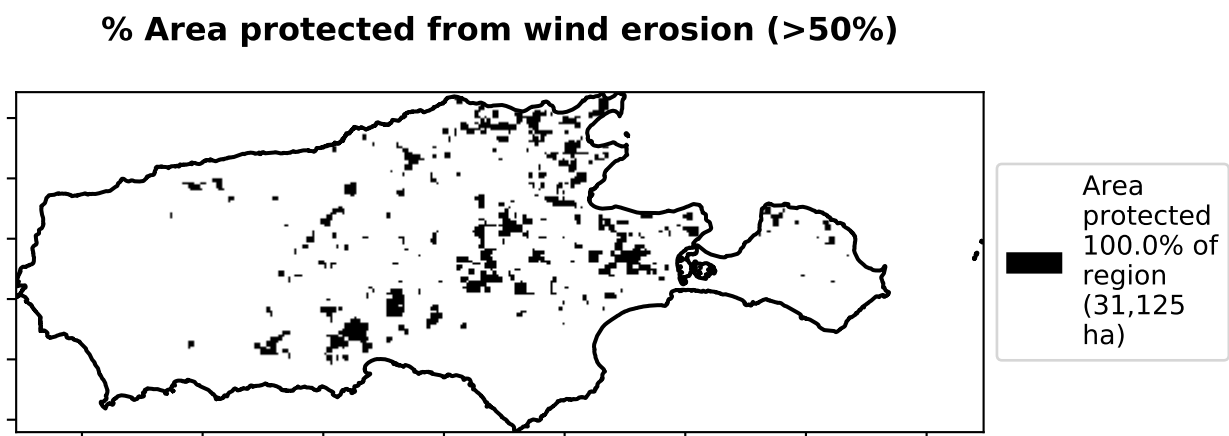 % Area protected from wind erosion (>50%)
Area
protected
100.0% of
region
(31,125
ha)